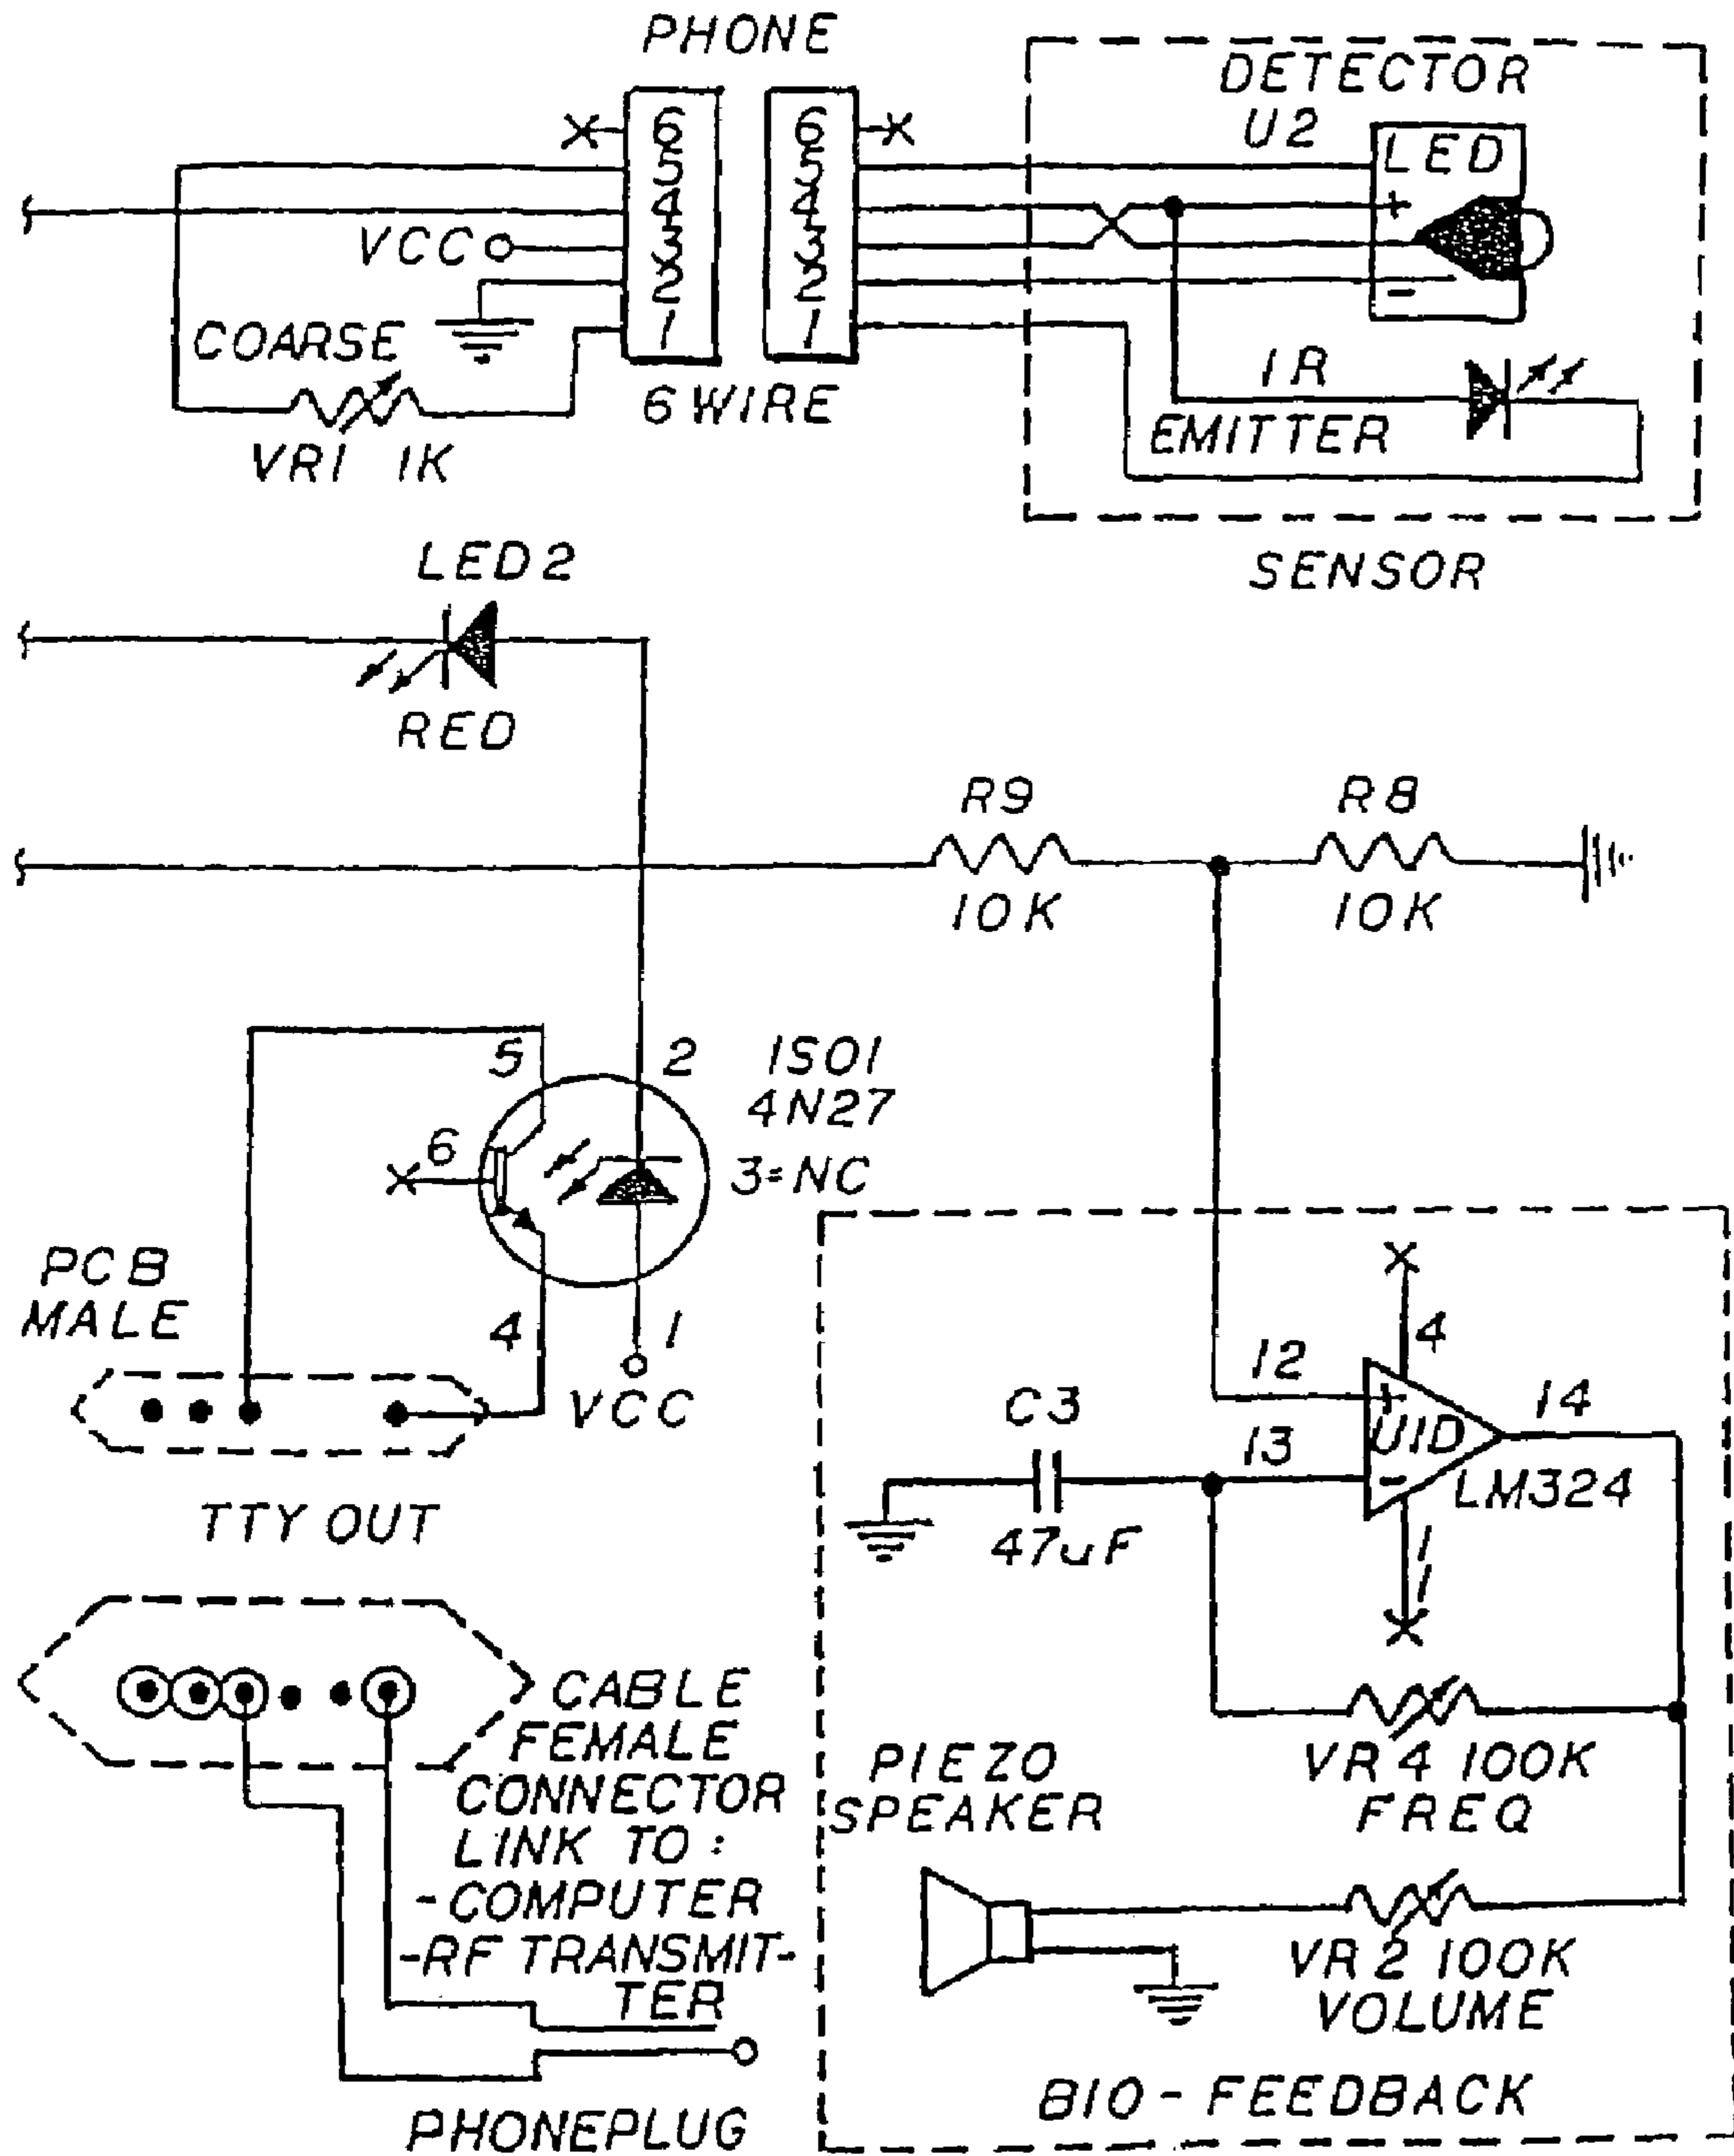 PHONE
6
5
4
3
2
1
6 WIRE
6
5
4
3
2
1
VCC
COARSE
VR1 1K
DETECTOR
U2
LED
+
-
IR
EMITTER
SENSOR
LED2
RED
R9
10K
R8
10K
5
2
6
4
1
ISO1
4N27
3=NC
VCC
PCB
MALE
TTY OUT
CABLE
FEMALE
CONNECTOR
LINK TO :
-COMPUTER
-RF TRANSMIT-
TER
PHONEPLUG
4
12
+
U1D
14
C3
13
-
LM324
47uF
11
VR4 100K
FREQ
PIEZO
SPEAKER
VR2 100K
VOLUME
BIO-FEEDBACK